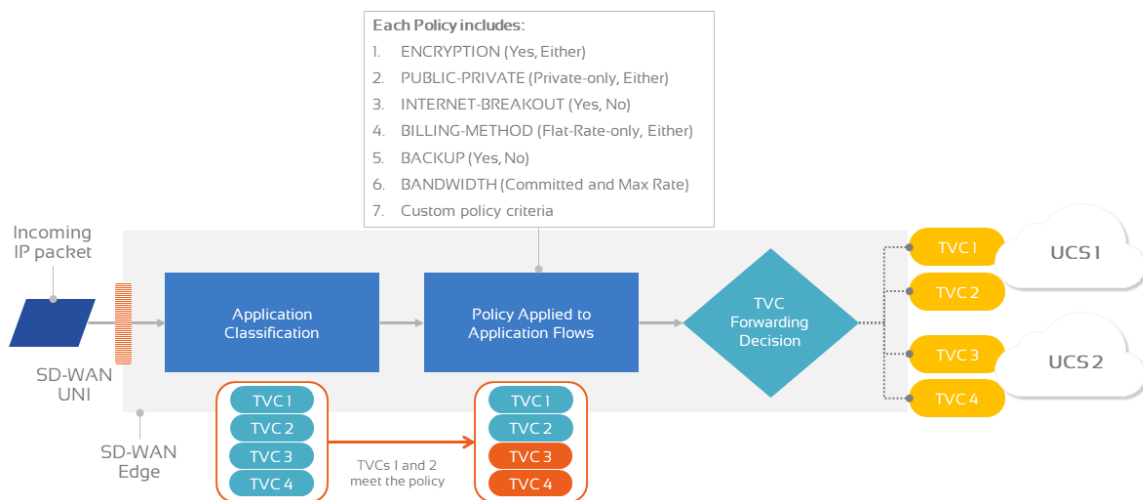 Each Policy includes:
1. ENCRYPTION (Yes, Either)
2. PUBLIC-PRIVATE (Private-only, Either)
3. INTERNET-BREAKOUT (Yes, No)
4. BILLING-METHOD (Flat-Rate-only, Either)
5. BACKUP (Yes, No)
6. BANDWIDTH (Committed and Max Rate)
7. Custom policy criteria
Incoming
IP packet
SD-WAN
UNI
SD-WAN
Edge
Application
Classification
Policy Applied to
Application Flows
TVC
Forwarding
Decision
TVC 1
TVC 2
TVC 3
TVC 4
UCS 1
UCS 2
TVC 1
TVC 2
TVC 3
TVC 4
TVCs 1 and 2
meet the policy
TVC 1
TVC 2
TVC 3
TVC 4